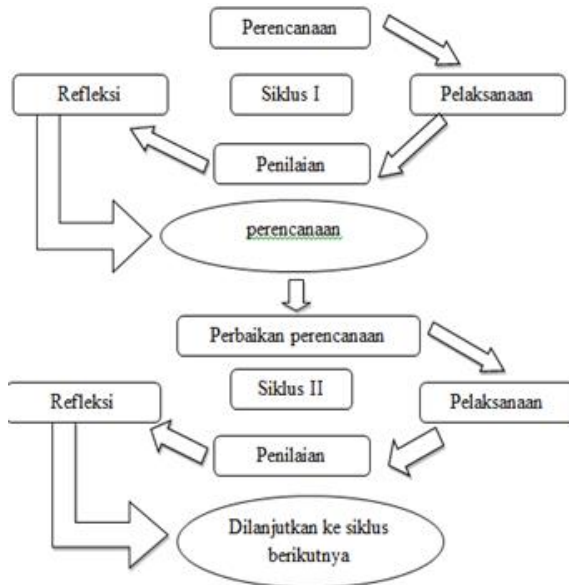 Perencanaan
Refleksi
Siklus I
Pelaksanaan
Penilaian
perencanaan
Perbaikan perencanaan
Refleksi
Siklus II
Pelaksanaan
Penilaian
Dilanjutkan ke siklus
berikutnya